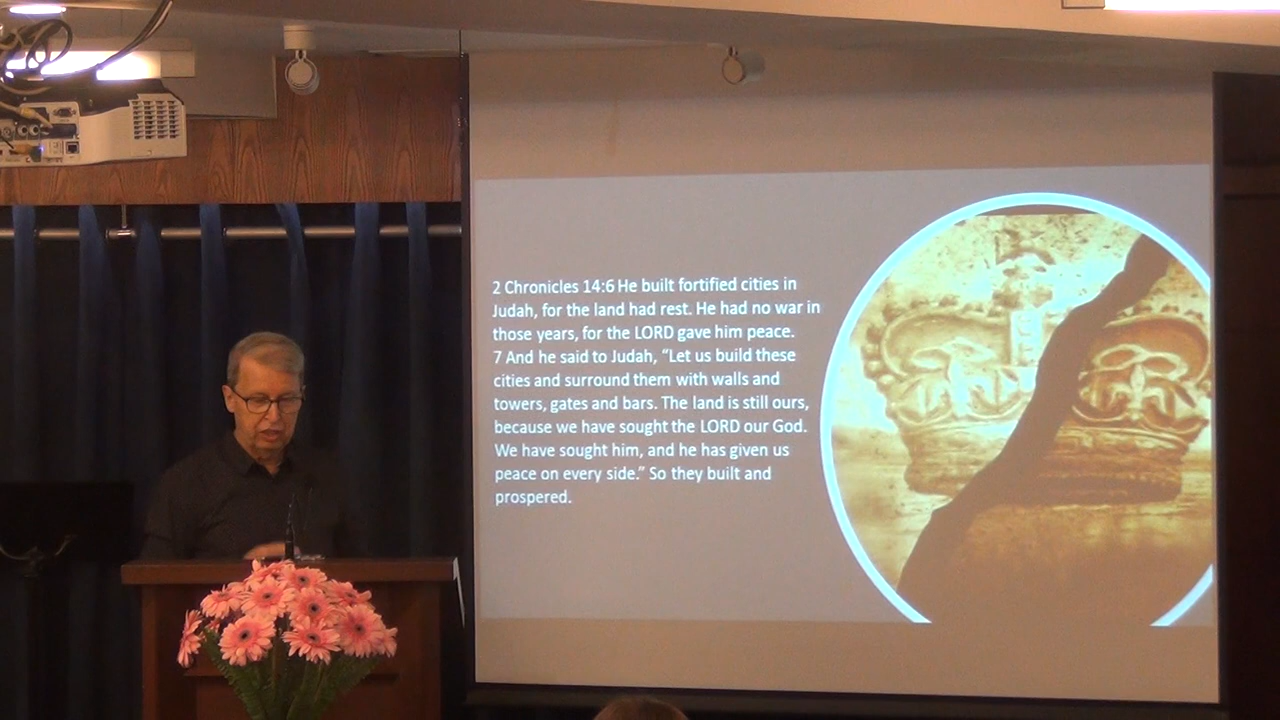 2 Chronicles 14:6 He built fortified cities in
Judah, for the land had rest. He had no war in
those years, for the LORD gave him peace.
7 And he said to Judah, “Let us build these
cities and surround them with walls and
towers, gates and bars. The land is still ours,
because we have sought the LORD our God.
We have sought him, and he has given us
peace on every side.” So they built and
prospered.